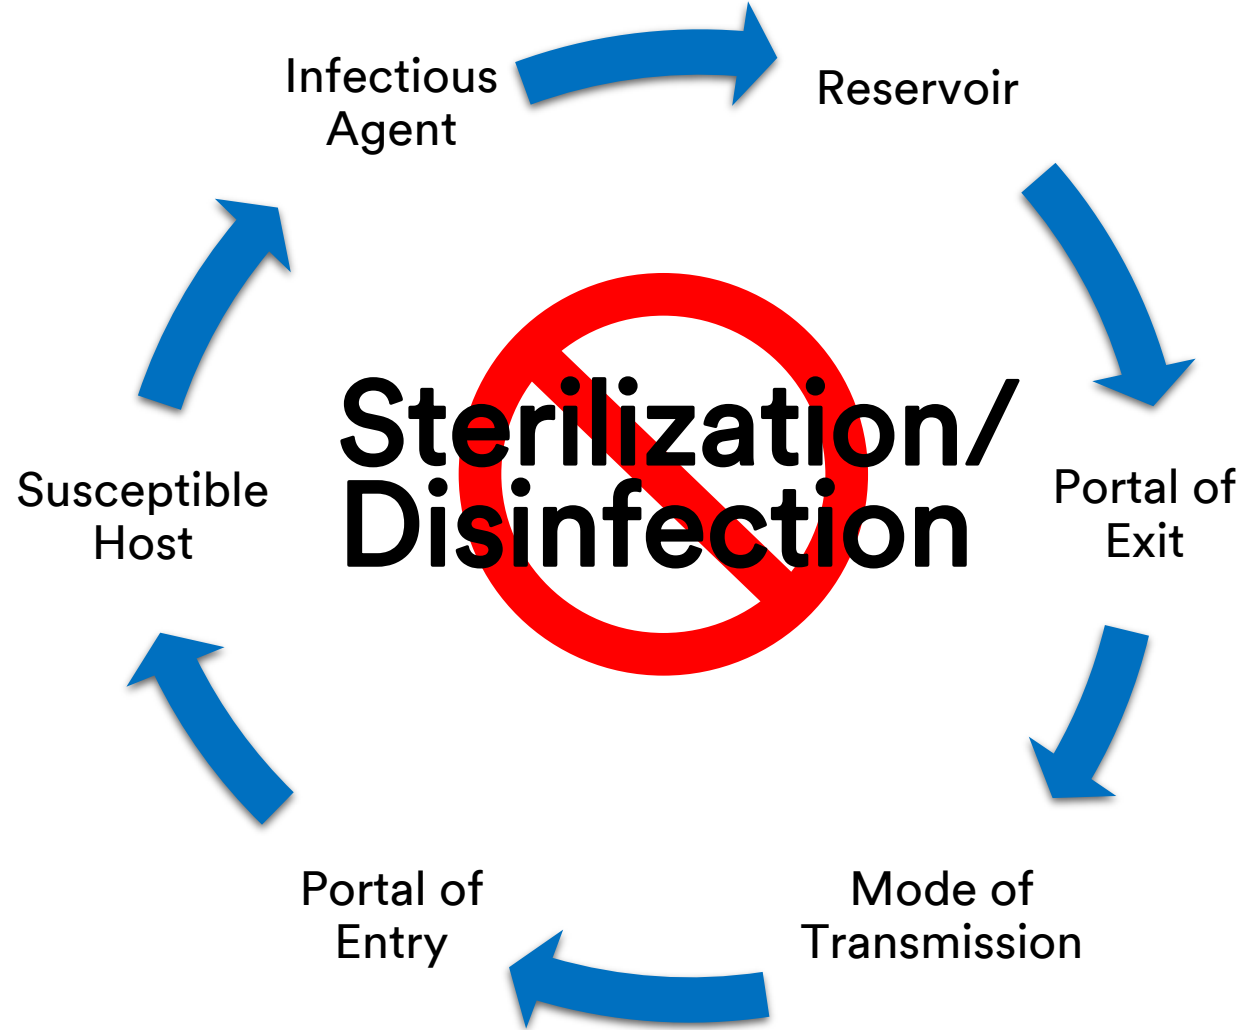 Infectious
Agent
Reservoir
Sterilization/
Disinfection
Susceptible
Host
Portal of
Exit
Portal of
Entry
Mode of
Transmission